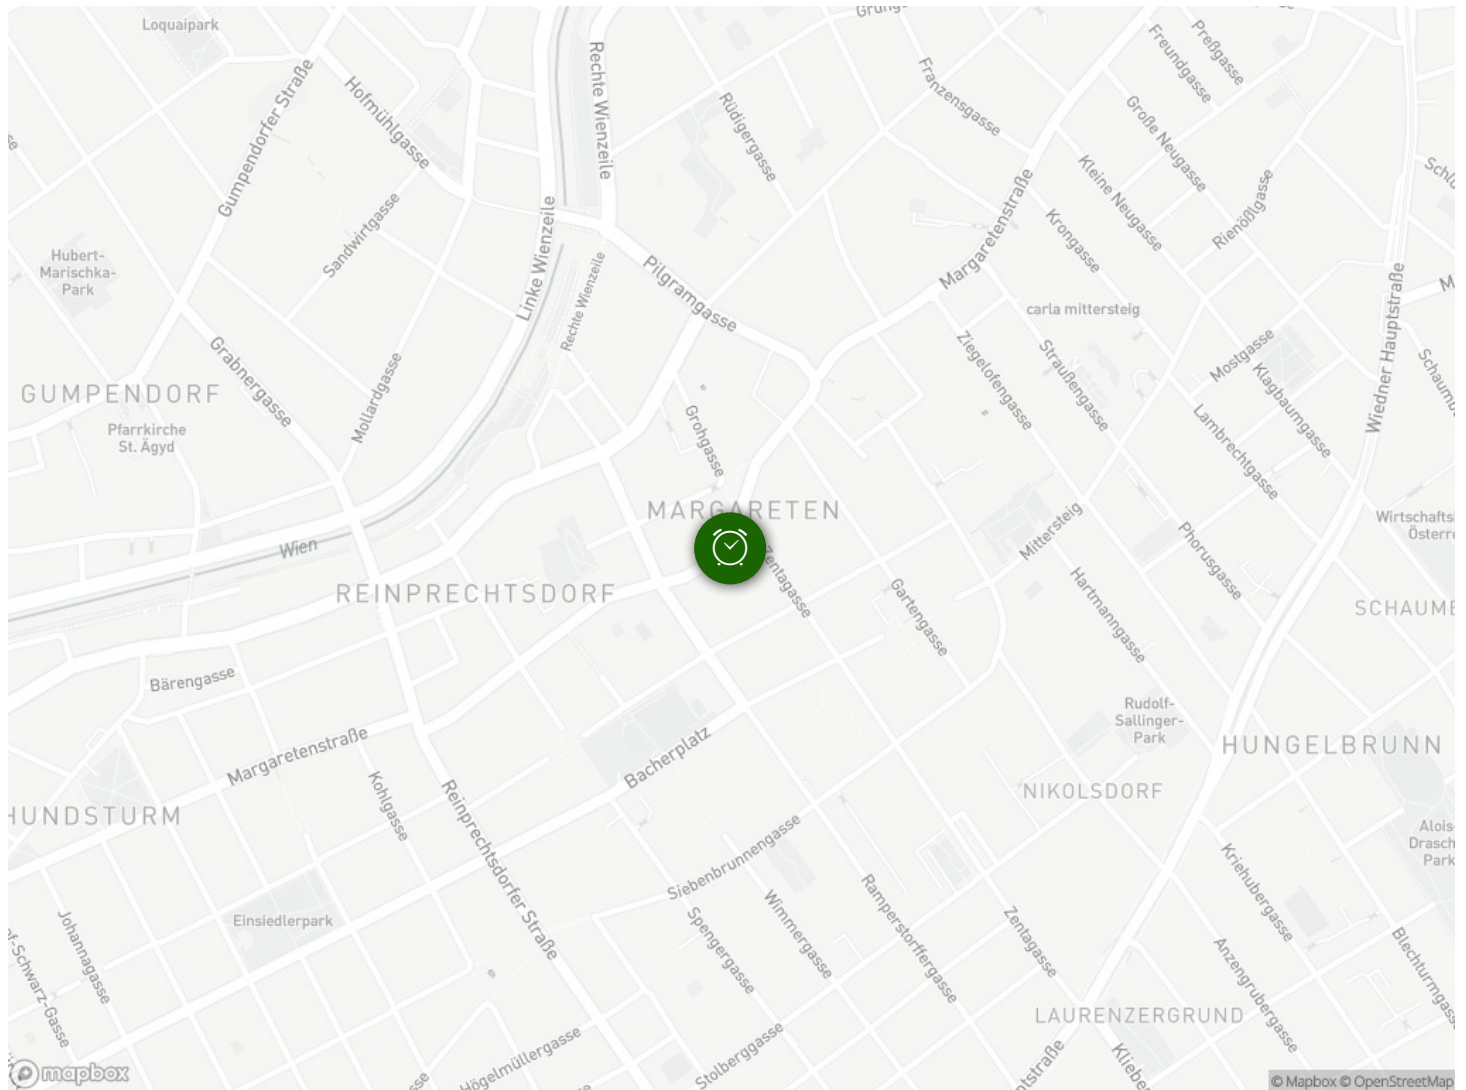 Loquaipark
Gumpendorfer Straße
Hofmühlgasse
Rechte Wienzeile
Rüdigergasse
Franzensgasse
Preßgasse
Freundgasse
Große Neugasse
Kleine Neugasse
Sandwirtgasse
Linke Wienzeile
Rechte Wienzeile
Pilgramgasse
Margaretenstraße
Krongasse
Rienößlgasse
Hubert-
Marischka-
Park
Wiedner Hauptstraße
carla mittersteig
Grabnergasse
Mollardgasse
Ziegelofengasse
Straußengasse
Mostgasse
Klagbaumgasse
GUMPENDORF
Pfarrkirche
St. Ägyd
Grohgasse
Lambrechtgasse
MARGARETEN
Wien
Mittersteig
Phorusgasse
REINPRECHTSDORF
Zentagasse
Gartengasse
Hartmanngasse
Bärengasse
Rudolf-
Sallinger-
Park
HUNGELBRUNN
Margaretenstraße
Bacherplatz
NIKOLSDORF
HUNDSTURM
Kohlgasse
Reinprechtsdorfer Straße
Siebenbrunnengasse
Kriehubergasse
Einsiedlerpark
Johannagasse
Spengergasse
Wimmergasse
Ramperstorffergasse
Zentagasse
Anzengrubergasse
LAURENZERGRUND
Högelmüllergasse
Stolberggasse
mapbox
© Mapbox © OpenStreetMap